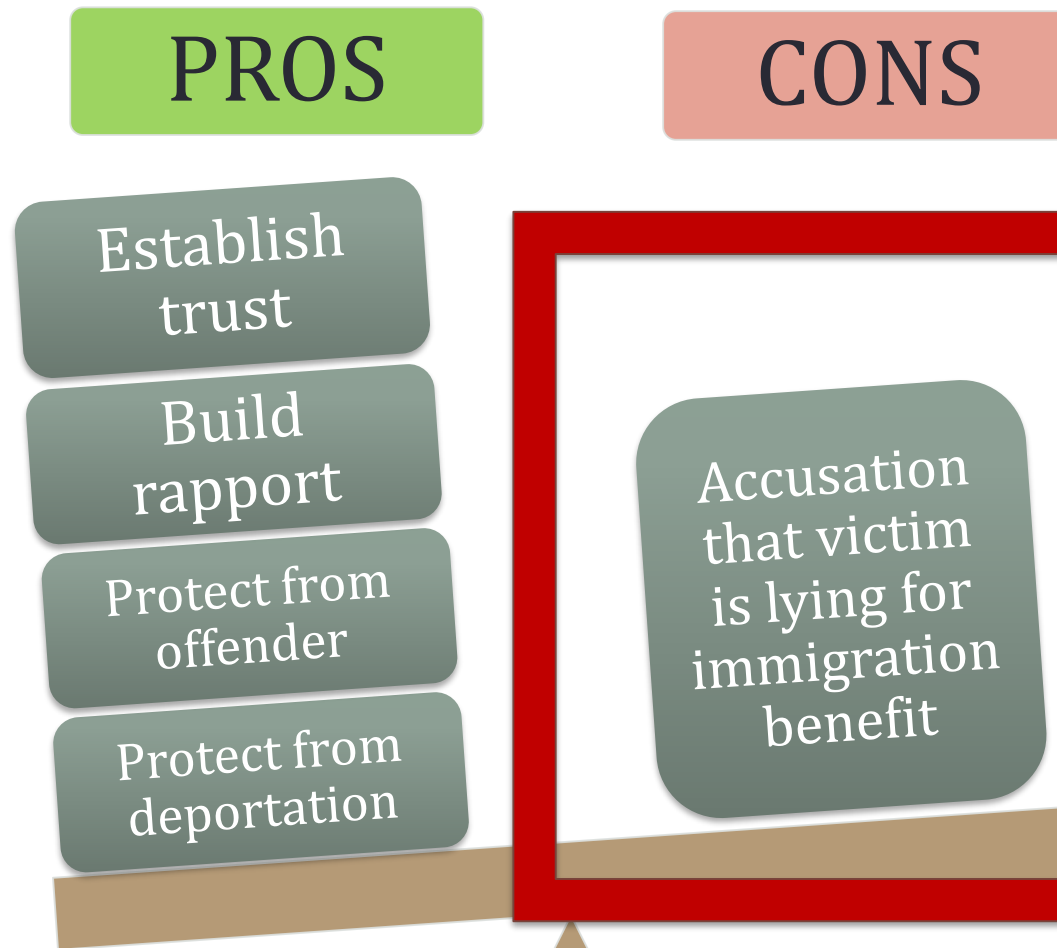 PROS
Establish
trust
Build
rapport
Protect from
offender
Protect from
deportation
CONS
Accusation
that victim
is lying for
immigration
benefit